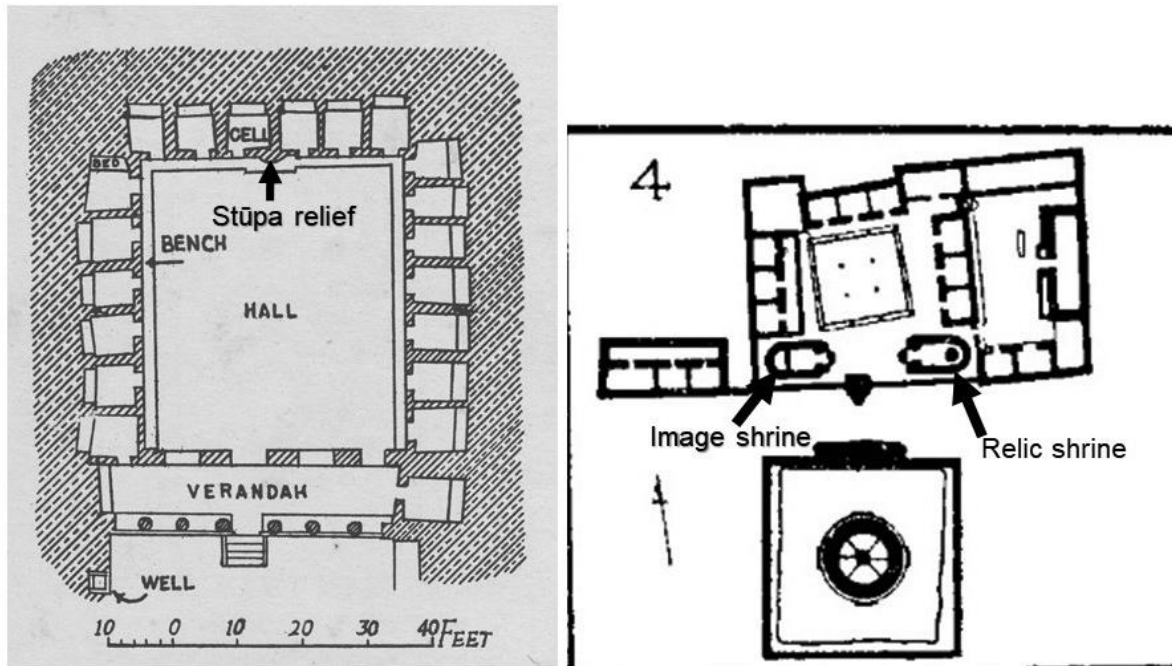 CELL
BED
Stūpa relief
BENCH
HALL
VERANDAH
WELL
10 0 10 20 30 40 FEET
4
Image shrine
Relic shrine